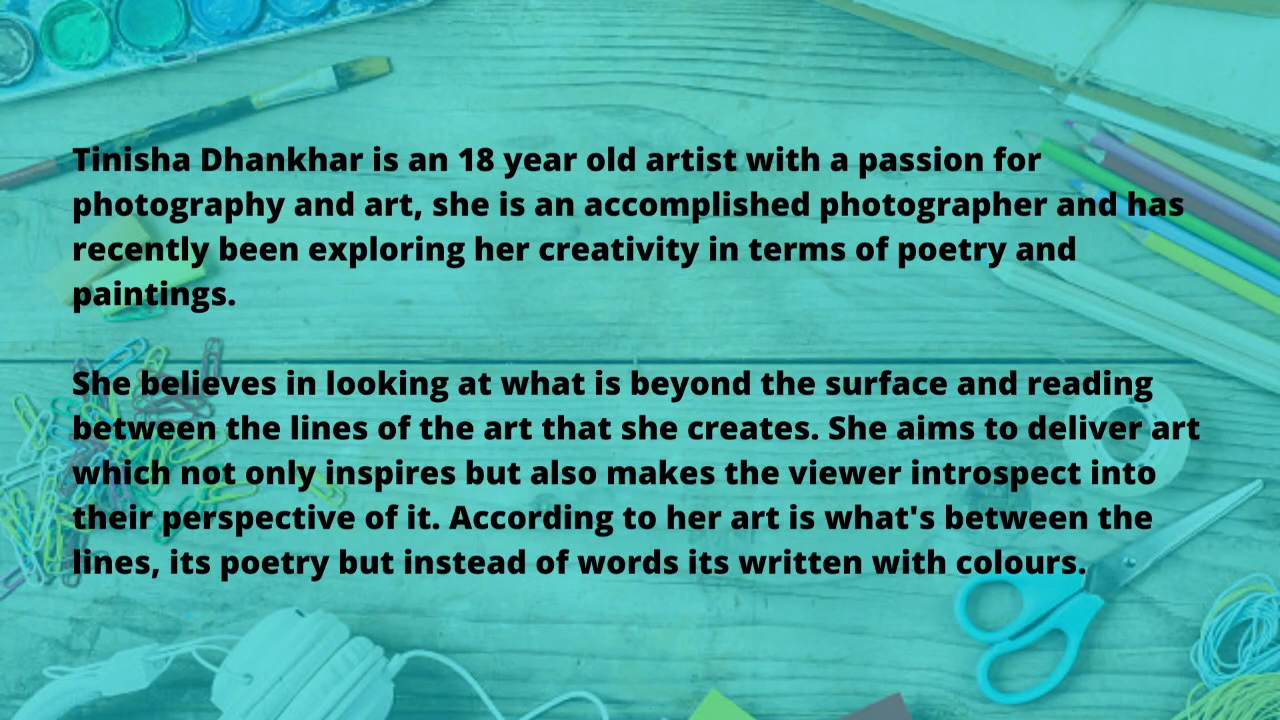 Tinisha Dhankhar is an 18 year old artist with a passion for
photography and art, she is an accomplished photographer and has
recently been exploring her creativity in terms of poetry and
paintings.
She believes in looking at what is beyond the surface and reading
between the lines of the art that she creates. She aims to deliver art
which not only inspires but also makes the viewer introspect into
their perspective of it. According to her art is what's between the
lines, its poetry but instead of words its written with colours.